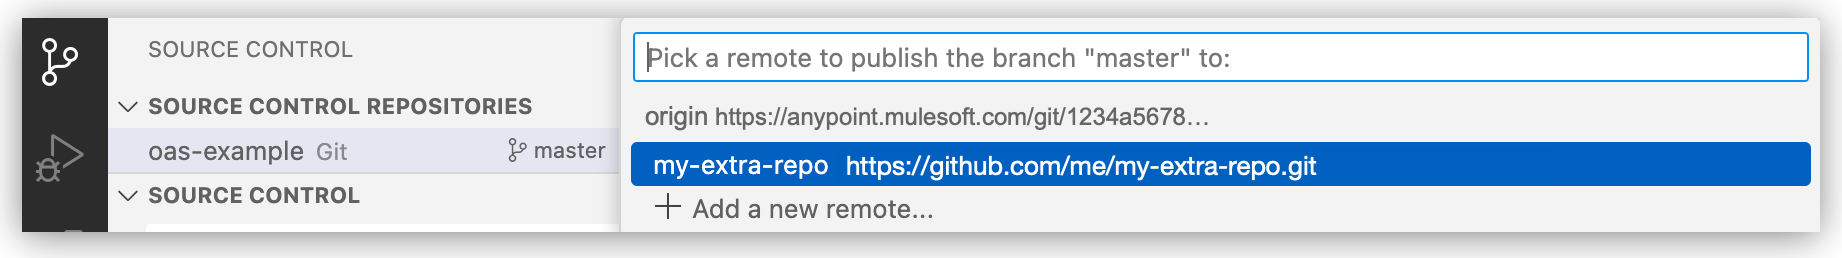 SOURCE CONTROL
SOURCE CONTROL REPOSITORIES
oas-example Git master
SOURCE CONTROL
Pick a remote to publish the branch "master" to:
origin https://anypoint.mulesoft.com/git/1234a5678...
my-extra-repo https://github.com/me/my-extra-repo.git
Add a new remote...